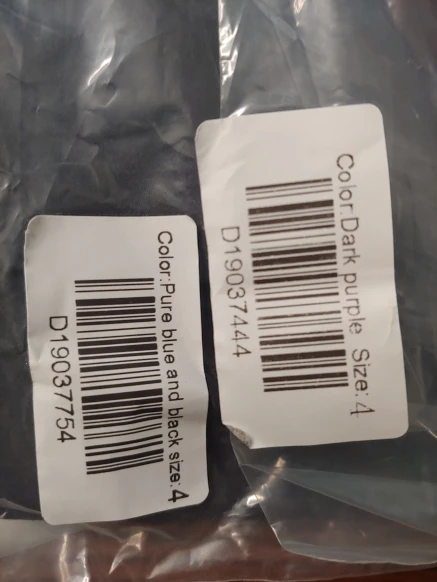 Color:Pure blue and black size:4
D19037754
Color:Dark purple Size:4
D19037444